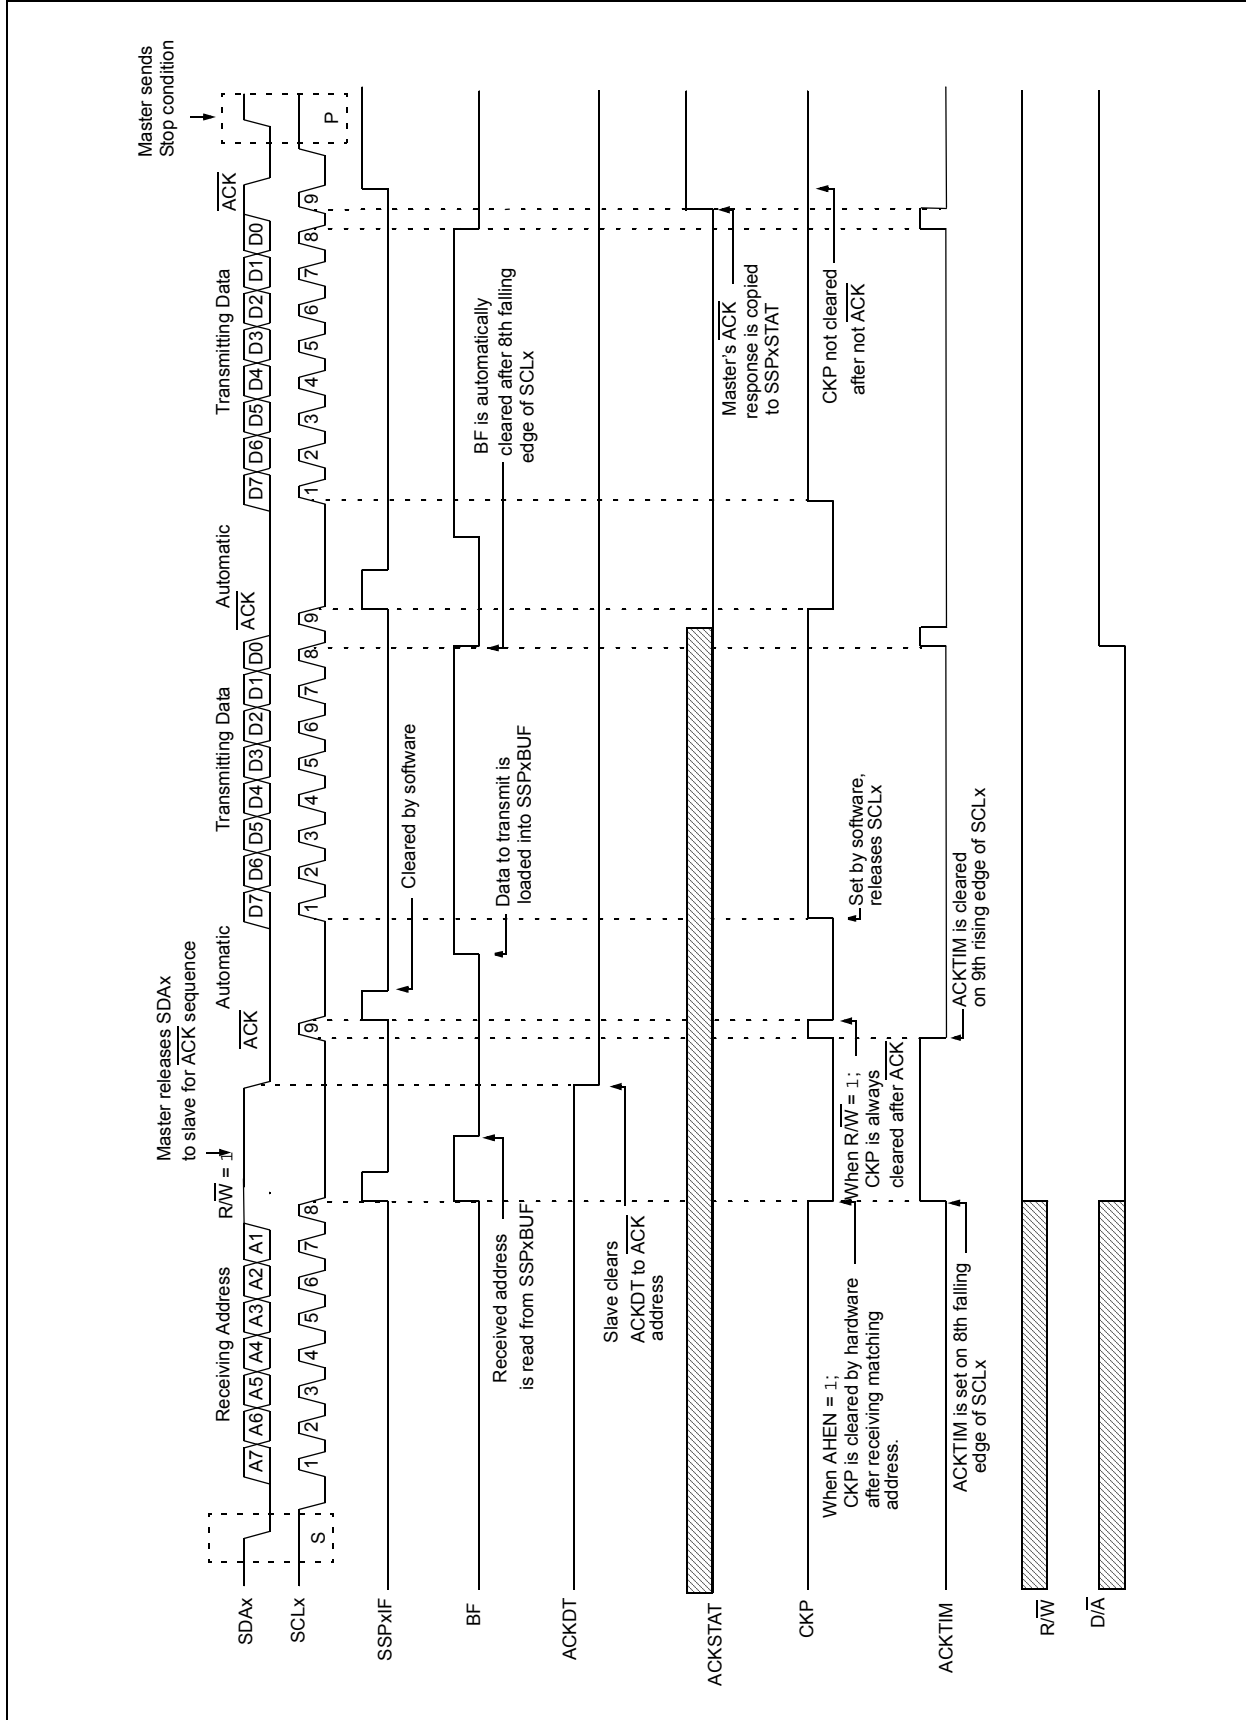 Master releases SDAx
to slave for ACK sequence
Master sends
Stop condition
Receiving Address
R/W = 1
ACK
Automatic
Transmitting Data
ACK
Automatic
Transmitting Data
ACK
SDAx
A7 A6 A5 A4 A3 A2 A1
D7 D6 D5 D4 D3 D2 D1 D0
D7 D6 D5 D4 D3 D2 D1 D0
SCLx
S
1 2 3 4 5 6 7 8 9
1 2 3 4 5 6 7 8 9
1 2 3 4 5 6 7 8 9
P
SSPxIF
Cleared by software
BF
Received address
is read from SSPxBUF
Data to transmit is
loaded into SSPxBUF
BF is automatically
cleared after 8th falling
edge of SCLx
ACKDT
Slave clears
ACKDT to ACK
address
ACKSTAT
Master's ACK
response is copied
to SSPxSTAT
CKP
When AHEN = 1;
CKP is cleared by hardware
after receiving matching
address.
When R/W = 1;
CKP is always
cleared after ACK
Set by software,
releases SCLx
CKP not cleared
after not ACK
ACKTIM
ACKTIM is set on 8th falling
edge of SCLx
ACKTIM is cleared
on 9th rising edge of SCLx
R/W
D/A